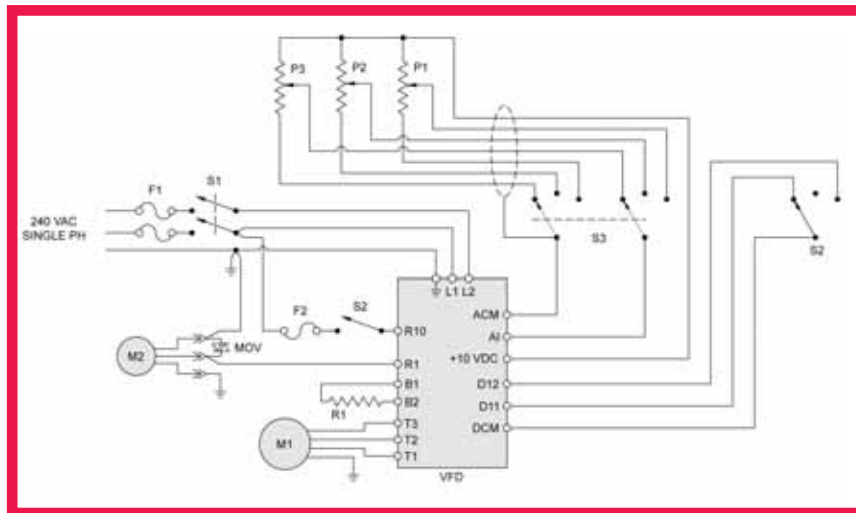 P3
P2
P1
F1
S1
240 VAC
SINGLE PH
S3
S2
L1
L2
F2
S2
ACM
R10
AI
MOV
M2
R1
+10 VDC
B1
D12
B2
R1
D11
T3
M1
T2
DCM
T1
VFD